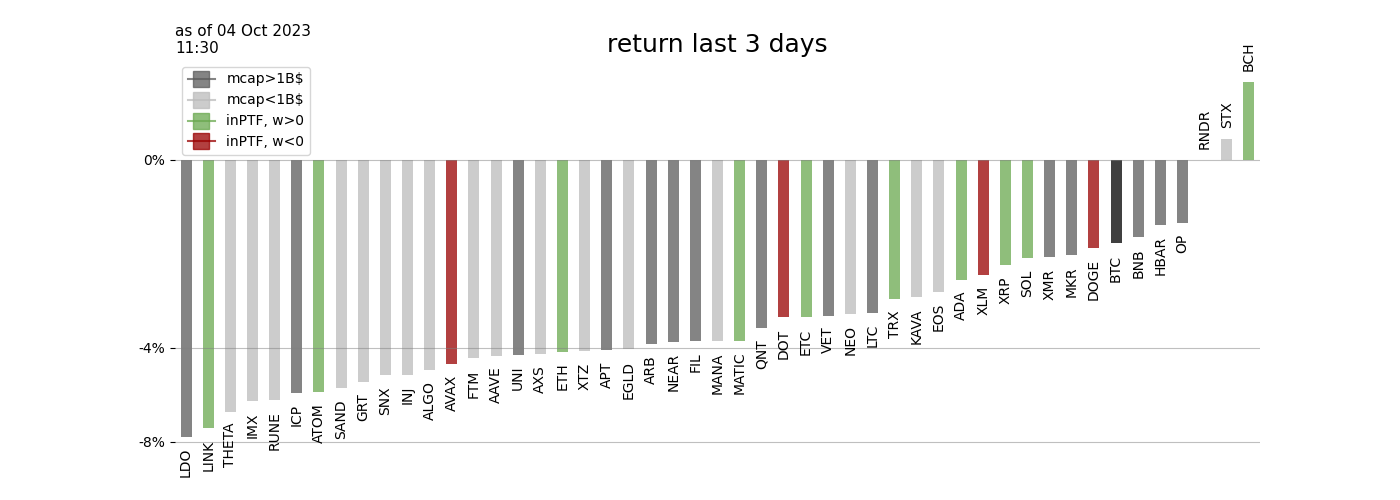 as of 04 Oct 2023
11:30
return last 3 days
mcap>1B$
mcap<1B$
inPTF, w>0
inPTF, w<0
0%
-4%
-8%
LDO
LINK
THETA
IMX
RUNE
ICP
ATOM
SAND
GRT
SNX
INJ
ALGO
AVAX
FTM
AAVE
UNI
AXS
ETH
XTZ
APT
EGLD
ARB
NEAR
FIL
MANA
MATIC
QNT
DOT
ETC
VET
NEO
LTC
TRX
KAVA
EOS
ADA
XLM
XRP
SOL
XMR
MKR
DOGE
BTC
BNB
HBAR
OP
RNDR
STX
BCH